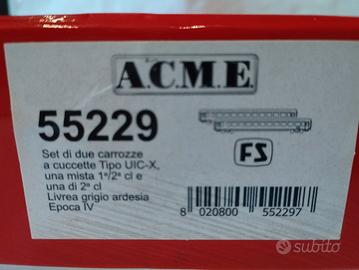 A.C.M.E.
55229
FS
Set di due carrozze
a cuccette Tipo UIC-X,
una mista 1ª/2ª cl e
una di 2ª cl
Livrea grigio ardesia
Epoca IV
8 020800 552297
subito